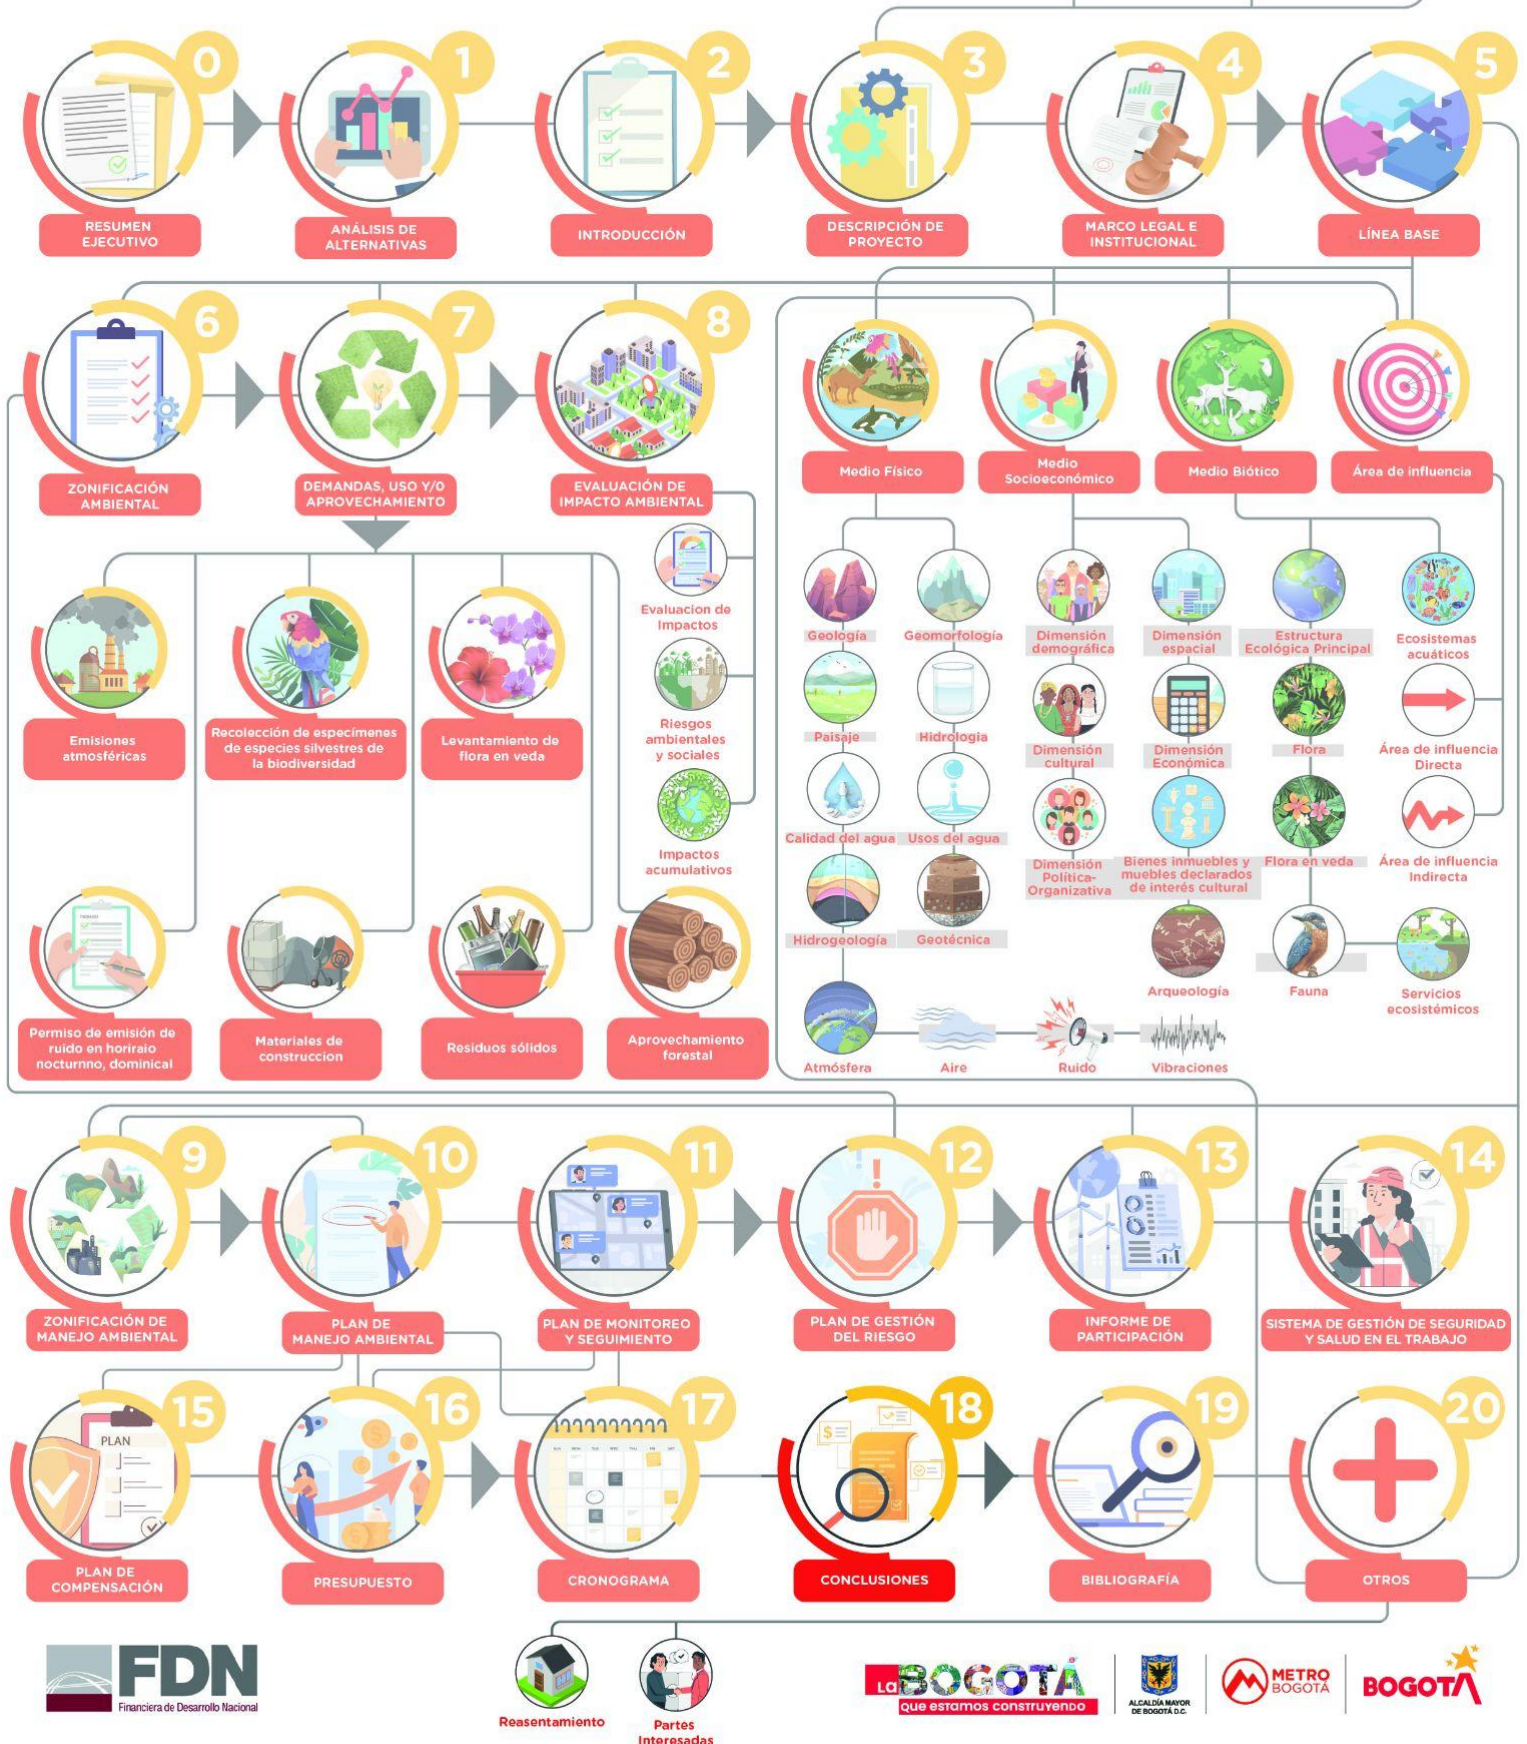 0
1
2
3
4
5
RESUMEN
EJECUTIVO
ANÁLISIS DE
ALTERNATIVAS
INTRODUCCIÓN
DESCRIPCIÓN DE
PROYECTO
MARCO LEGAL E
INSTITUCIONAL
LÍNEA BASE
6
7
8
ZONIFICACIÓN
AMBIENTAL
DEMANDAS, USO Y/O
APROVECHAMIENTO
EVALUACIÓN DE
IMPACTO AMBIENTAL
Medio Físico
Medio
Socioeconómico
Medio Biótico
Área de influencia
Evaluacion de
Impactos
Riesgos
ambientales
y sociales
Impactos
acumulativos
Emisiones
atmosféricas
Recolección de especímenes
de especies silvestres de
la biodiversidad
Levantamiento de
flora en veda
Permiso de emisión de
ruido en horiraio
nocturnno, dominical
Materiales de
construccion
Residuos sólidos
Aprovechamiento
forestal
Geología
Geomorfología
Paisaje
Hidrologia
Calidad del agua
Usos del agua
Hidrogeología
Geotécnica
Atmósfera
Aire
Ruido
Vibraciones
Dimensión
demográfica
Dimensión
espacial
Dimensión
cultural
Dimensión
Económica
Dimensión
Política-
Organizativa
Bienes inmuebles y
muebles declarados
de interés cultural
Arqueología
Estructura
Ecológica Principal
Ecosistemas
acuáticos
Flora
Flora en veda
Fauna
Servicios
ecosistémicos
Área de influencia
Directa
Área de influencia
Indirecta
9
10
11
12
13
14
ZONIFICACIÓN DE
MANEJO AMBIENTAL
PLAN DE
MANEJO AMBIENTAL
PLAN DE MONITOREO
Y SEGUIMIENTO
PLAN DE GESTIÓN
DEL RIESGO
INFORME DE
PARTICIPACIÓN
SISTEMA DE GESTIÓN DE SEGURIDAD
Y SALUD EN EL TRABAJO
15
16
17
18
19
20
PLAN
PLAN DE
COMPENSACIÓN
PRESUPUESTO
CRONOGRAMA
CONCLUSIONES
BIBLIOGRAFÍA
OTROS
FDN
Financiera de Desarrollo Nacional
Reasentamiento
Partes
Interesadas
La BOGOTÁ
que estamos construyendo
ALCALDÍA MAYOR
DE BOGOTÁ D.C.
METRO
BOGOTÁ
BOGOTÁ